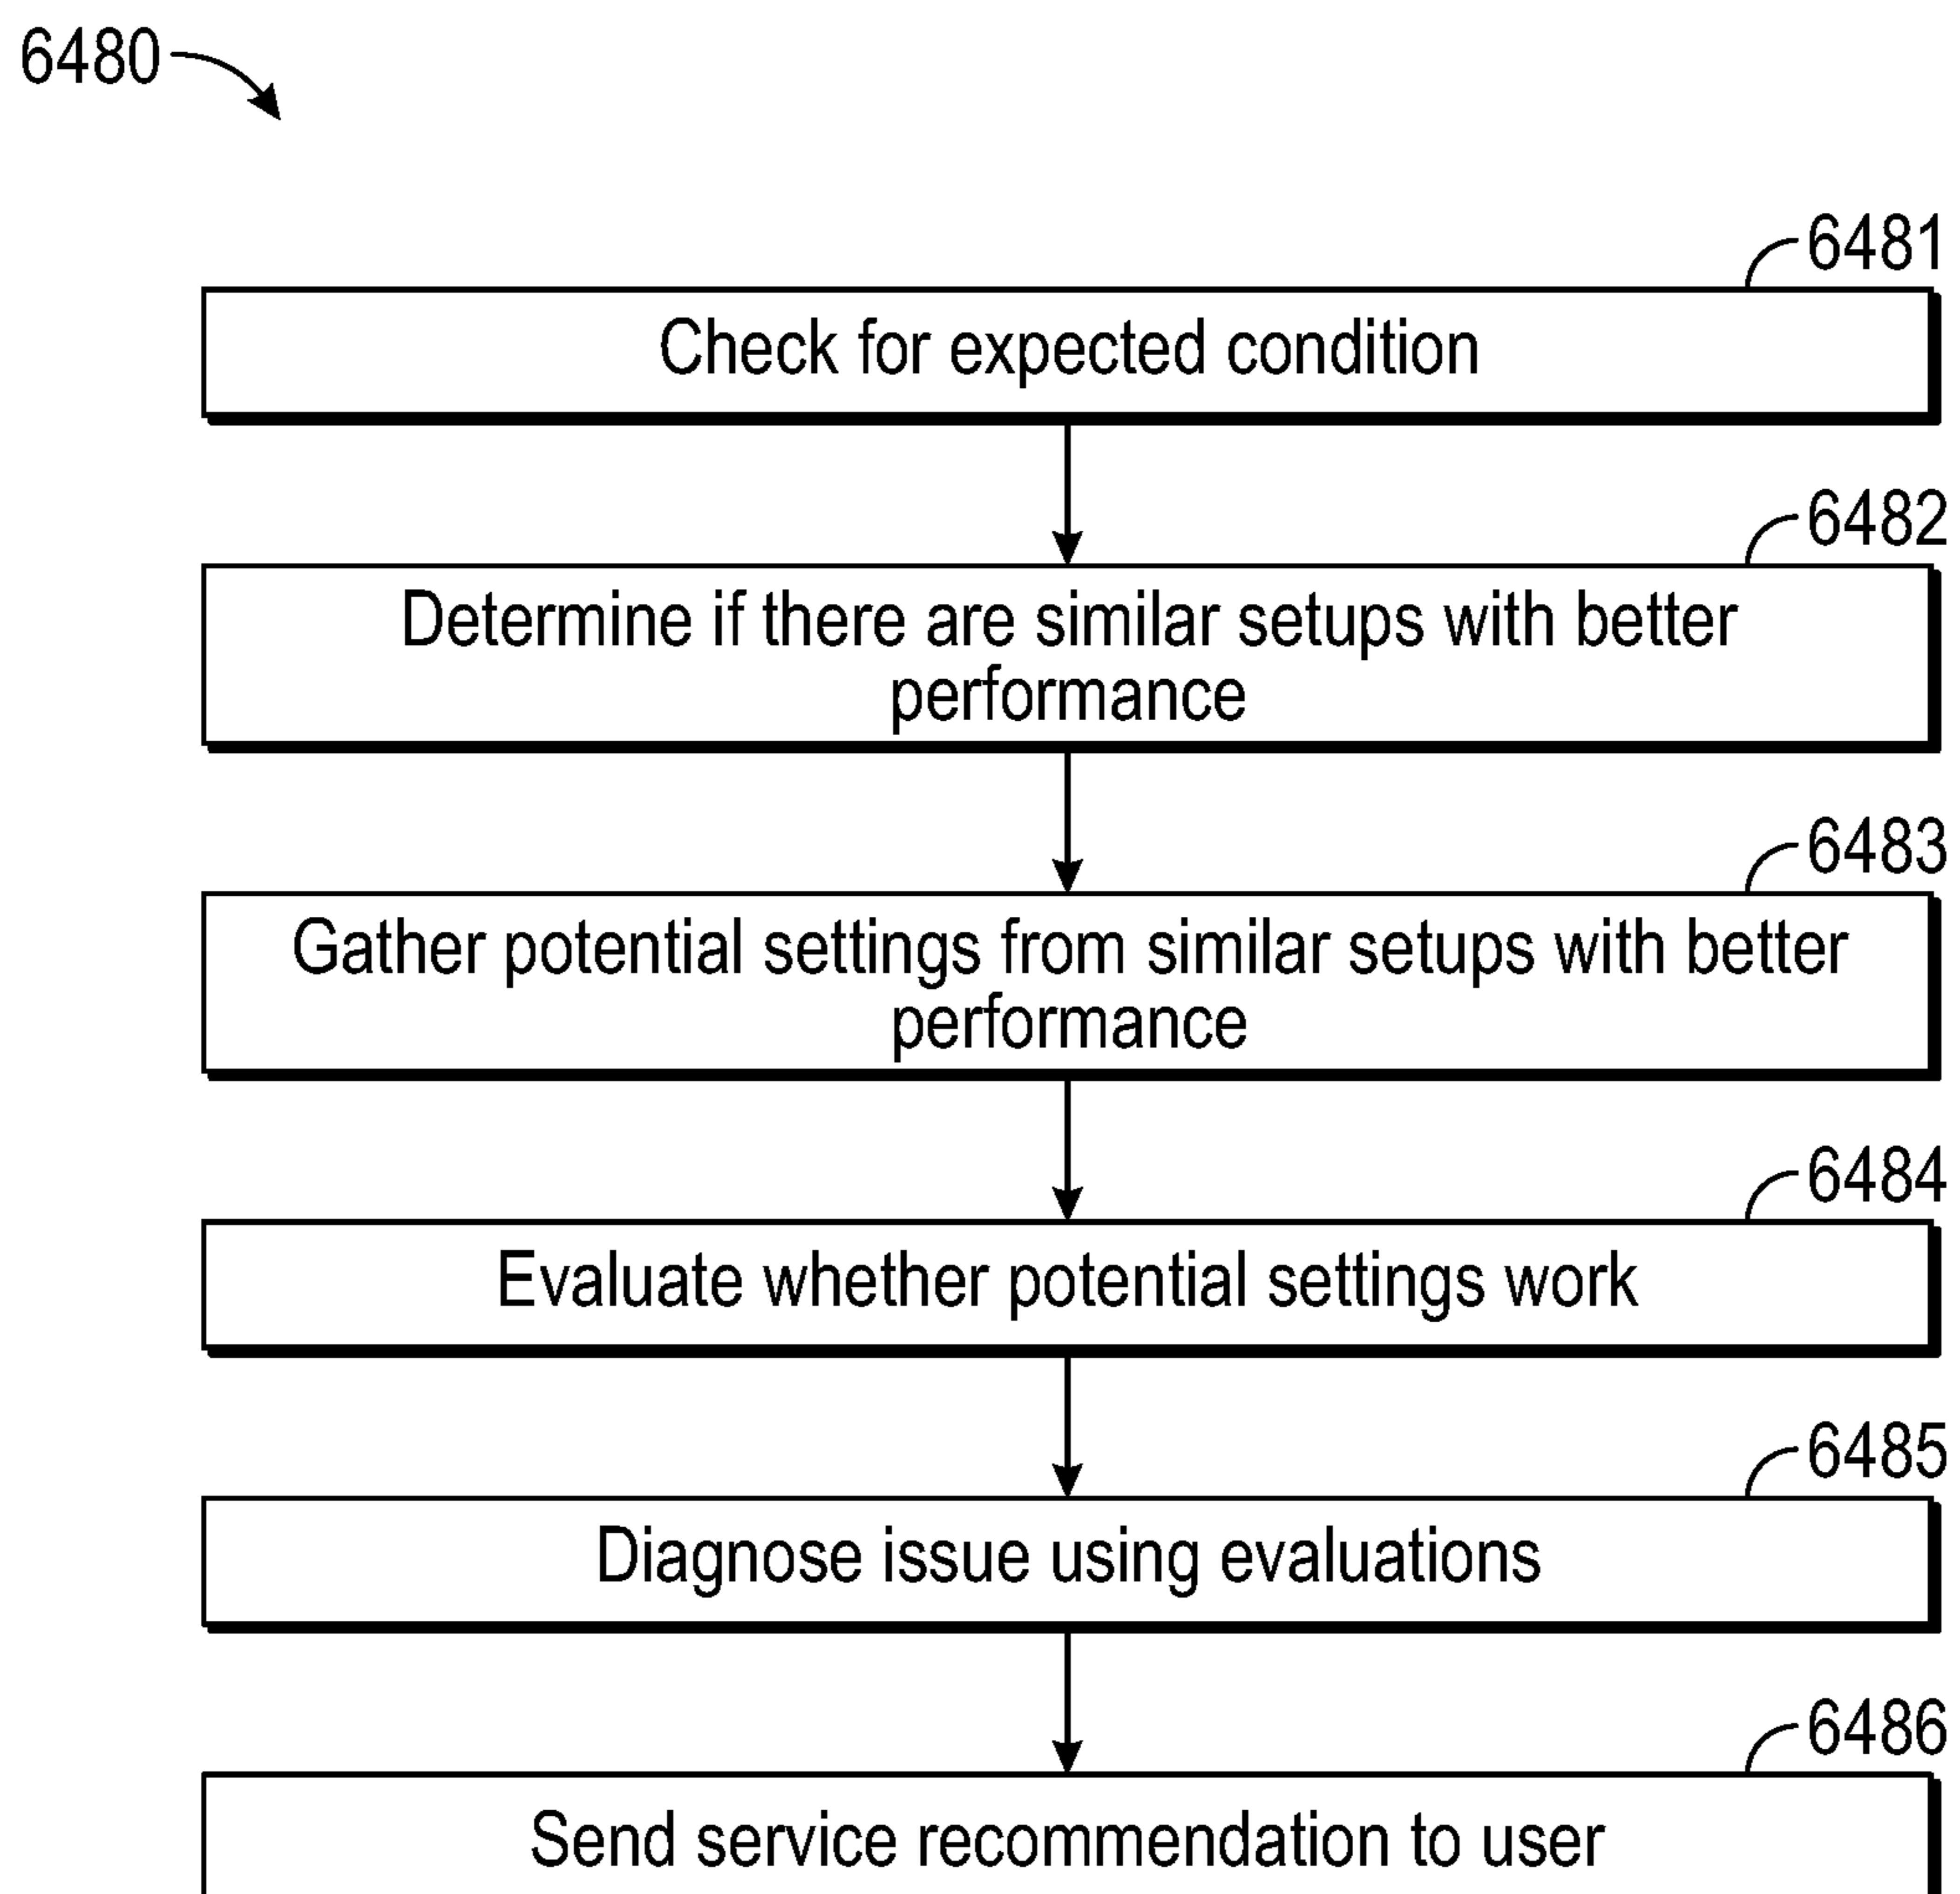 6480
6481
Check for expected condition
6482
Determine if there are similar setups with better
performance
6483
Gather potential settings from similar setups with better
performance
6484
Evaluate whether potential settings work
6485
Diagnose issue using evaluations
6486
Send service recommendation to user